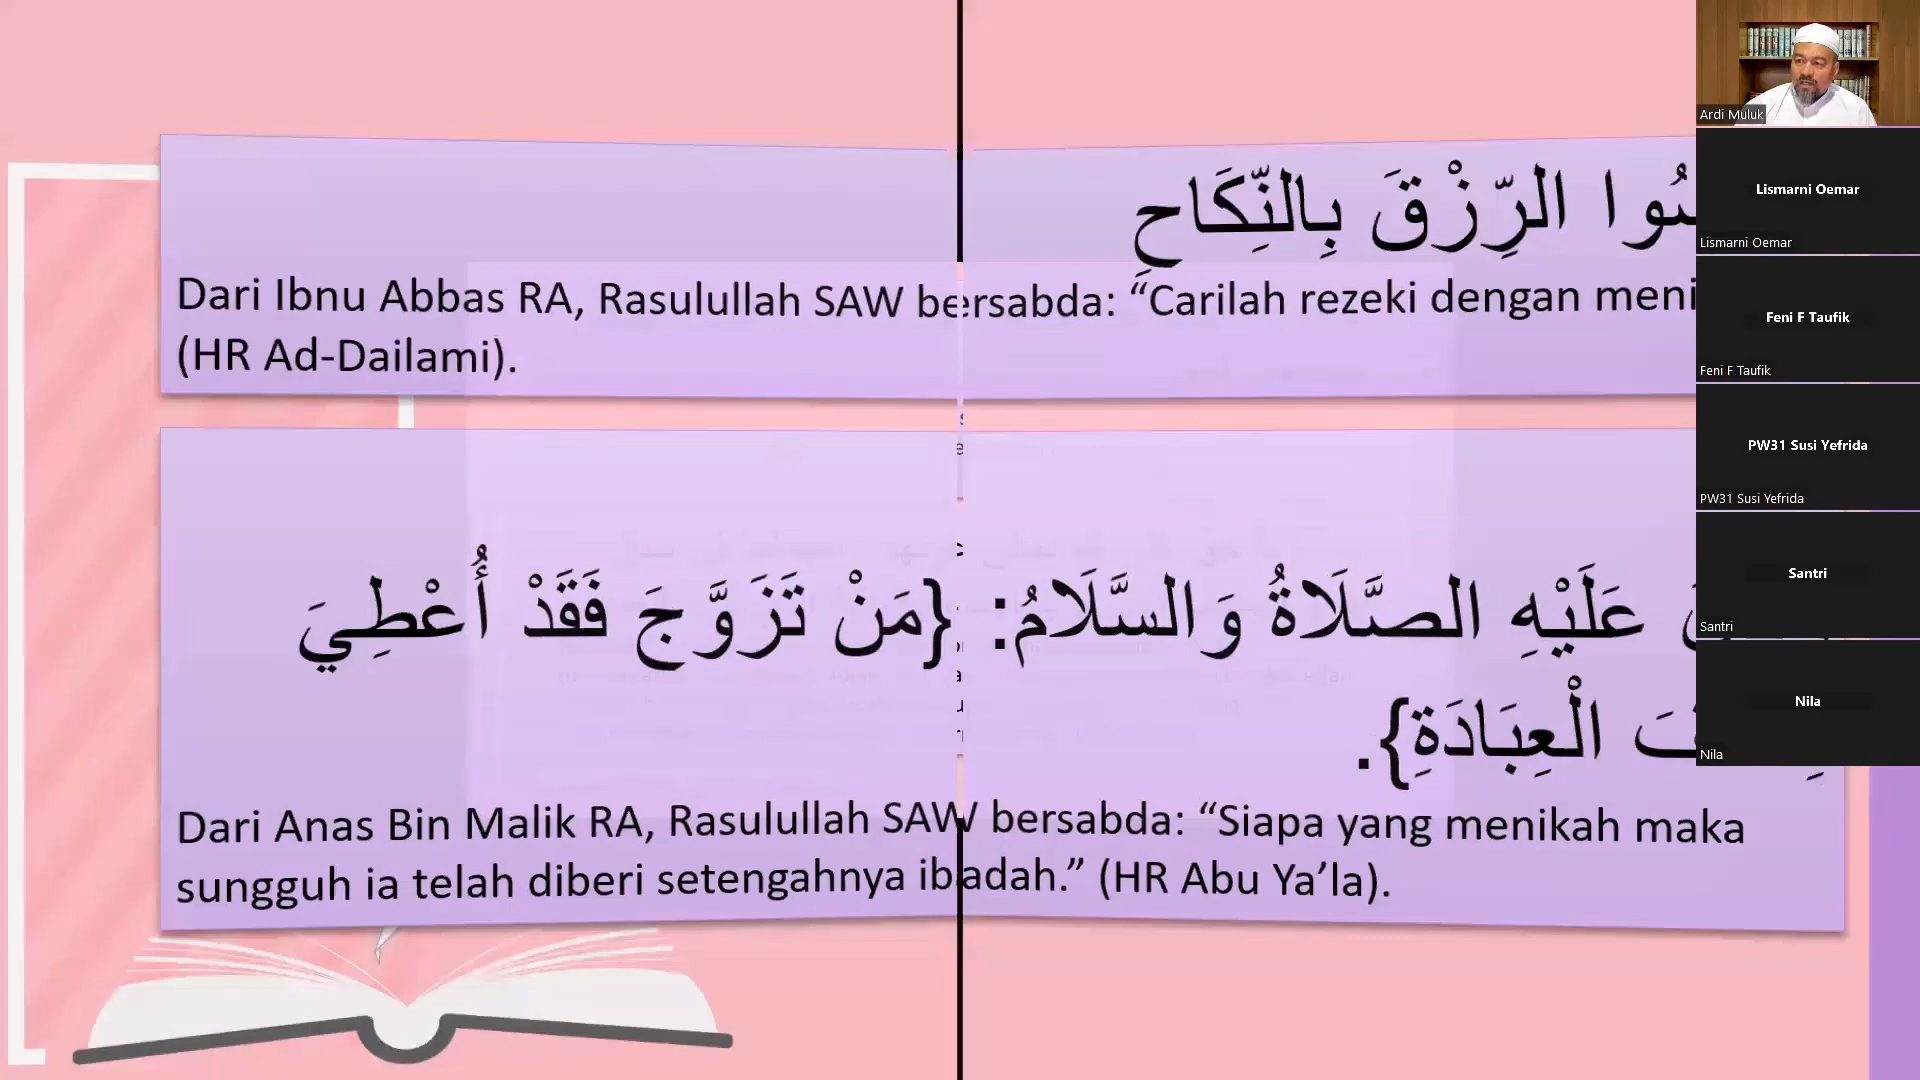 الرِّزْقَ بِالنِّكَاحِ
Dari Ibnu Abbas RA, Rasulullah SAW bersabda: “Carilah rezeki dengan
(HR Ad-Dailami).
عَلَيْهِ الصَّلَاةُ وَالسَّلَامُ: {مَنْ تَزَوَّجَ فَقَدْ أُعْطِيَ
الْعِبَادَةِ}.
Dari Anas Bin Malik RA, Rasulullah SAW bersabda: “Siapa yang menikah maka
sungguh ia telah diberi setengahnya ibadah.” (HR Abu Ya’la).
Ardi Muluk
Lismarni Oemar
Lismarni Oemar
Feni F Taufik
Feni F Taufik
PW31 Susi Yefrida
PW31 Susi Yefrida
Santri
Santri
Nila
Nila